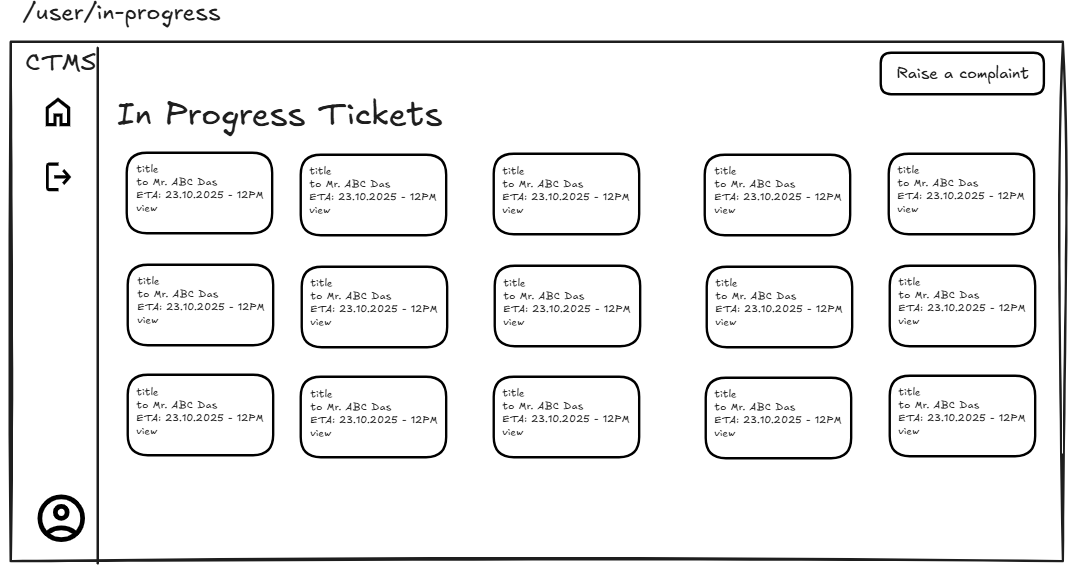 /user/in-progress
CTMS
Raise a complaint
In Progress Tickets
title
to Mr. ABC Das
ETA: 23.10.2025 - 12PM
view
title
to Mr. ABC Das
ETA: 23.10.2025 - 12PM
view
title
to Mr. ABC Das
ETA: 23.10.2025 - 12PM
view
title
to Mr. ABC Das
ETA: 23.10.2025 - 12PM
view
title
to Mr. ABC Das
ETA: 23.10.2025 - 12PM
view
title
to Mr. ABC Das
ETA: 23.10.2025 - 12PM
view
title
to Mr. ABC Das
ETA: 23.10.2025 - 12PM
view
title
to Mr. ABC Das
ETA: 23.10.2025 - 12PM
view
title
to Mr. ABC Das
ETA: 23.10.2025 - 12PM
view
title
to Mr. ABC Das
ETA: 23.10.2025 - 12PM
view
title
to Mr. ABC Das
ETA: 23.10.2025 - 12PM
view
title
to Mr. ABC Das
ETA: 23.10.2025 - 12PM
view
title
to Mr. ABC Das
ETA: 23.10.2025 - 12PM
view
title
to Mr. ABC Das
ETA: 23.10.2025 - 12PM
view
title
to Mr. ABC Das
ETA: 23.10.2025 - 12PM
view